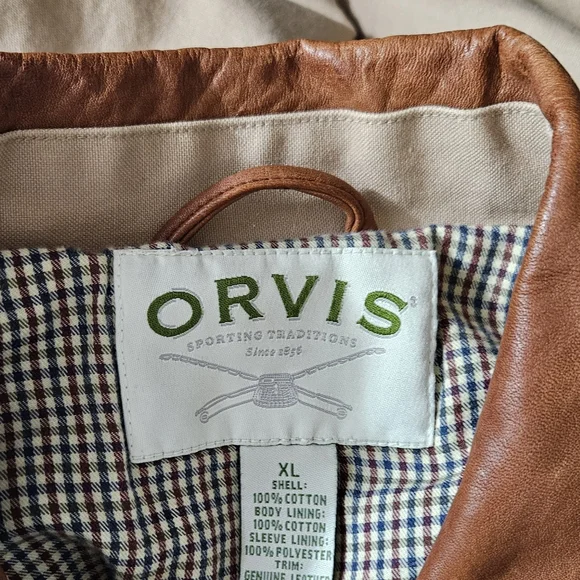 ORVIS®
SPORTING TRADITIONS
Since 1856
XL
SHELL:
100% COTTON
BODY LINING:
100% COTTON
SLEEVE LINING:
100% POLYESTER
TRIM:
GENUINE LEATHER